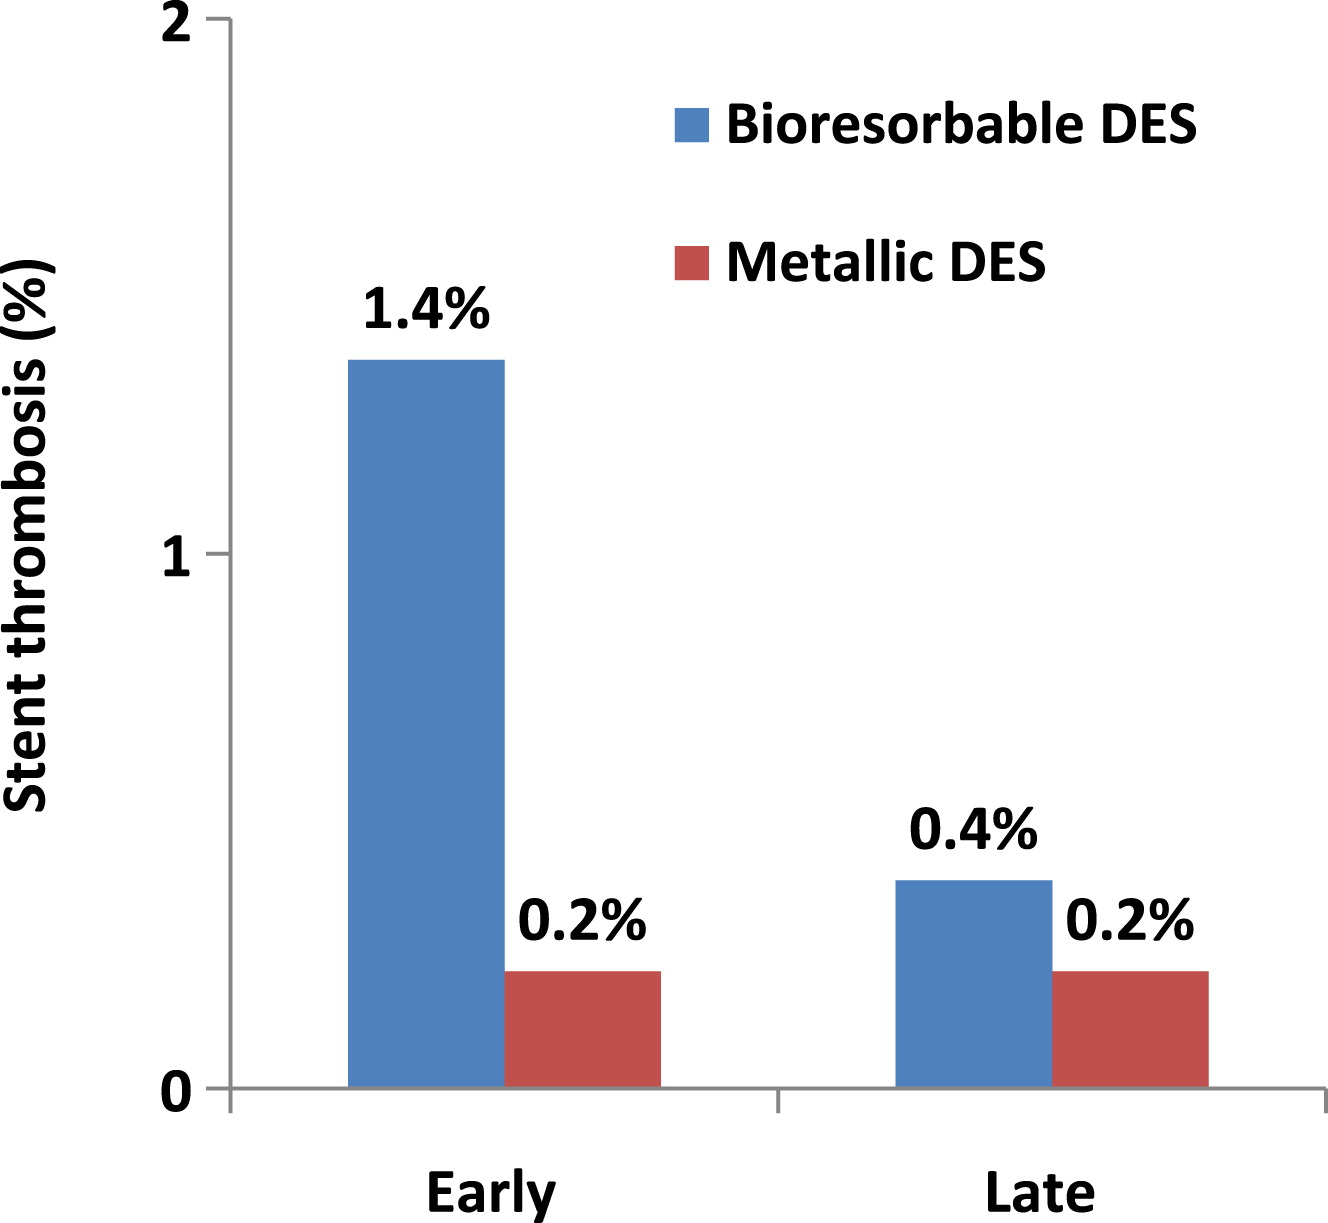 Stent thrombosis (%)
2
1
0
Bioresorbable DES
Metallic DES
1.4%
0.2%
0.4%
0.2%
Early
Late